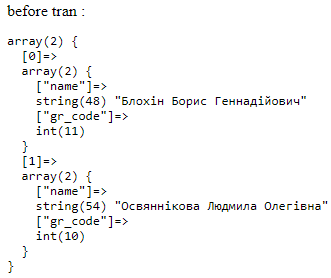 before tran :
array(2) {
  [0]=>
  array(2) {
    ["name"]=>
    string(48) "Блохін Борис Геннадійович"
    ["gr_code"]=>
    int(11)
  }
  [1]=>
  array(2) {
    ["name"]=>
    string(54) "Освяннікова Людмила Олегівна"
    ["gr_code"]=>
    int(10)
  }
}